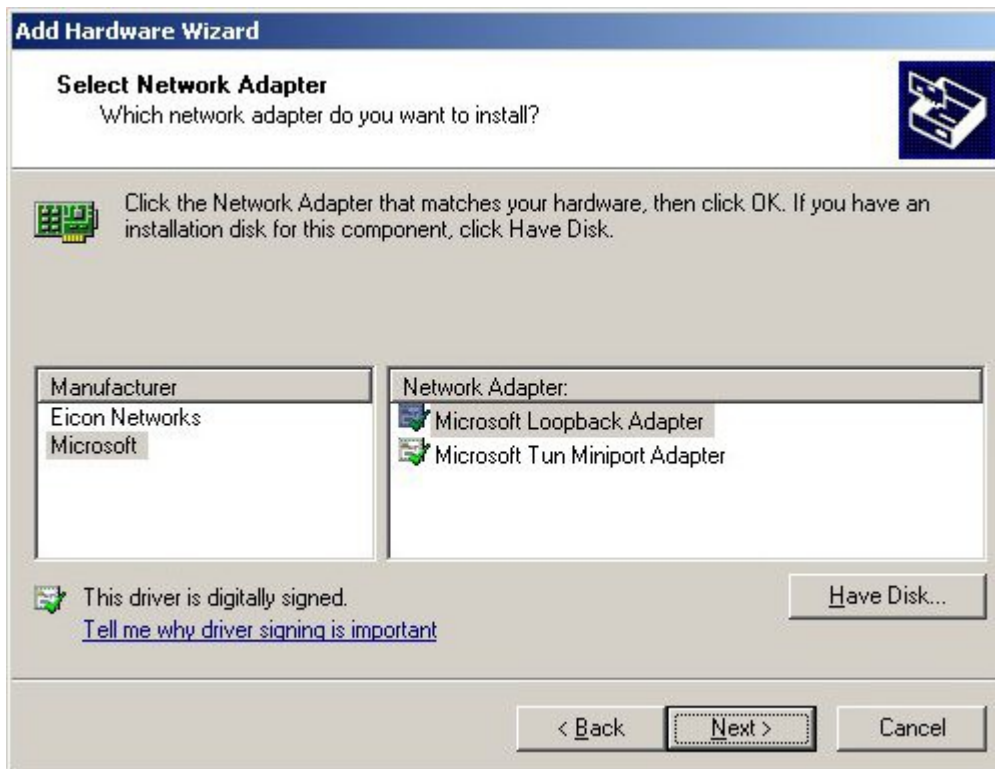 Add Hardware Wizard
Select Network Adapter
Which network adapter do you want to install?
Click the Network Adapter that matches your hardware, then click OK. If you have an
installation disk for this component, click Have Disk.
Manufacturer
Eicon Networks
Microsoft
Network Adapter:
Microsoft Loopback Adapter
Microsoft Tun Miniport Adapter
This driver is digitally signed.
Tell me why driver signing is important
Have Disk...
< Back
Next >
Cancel